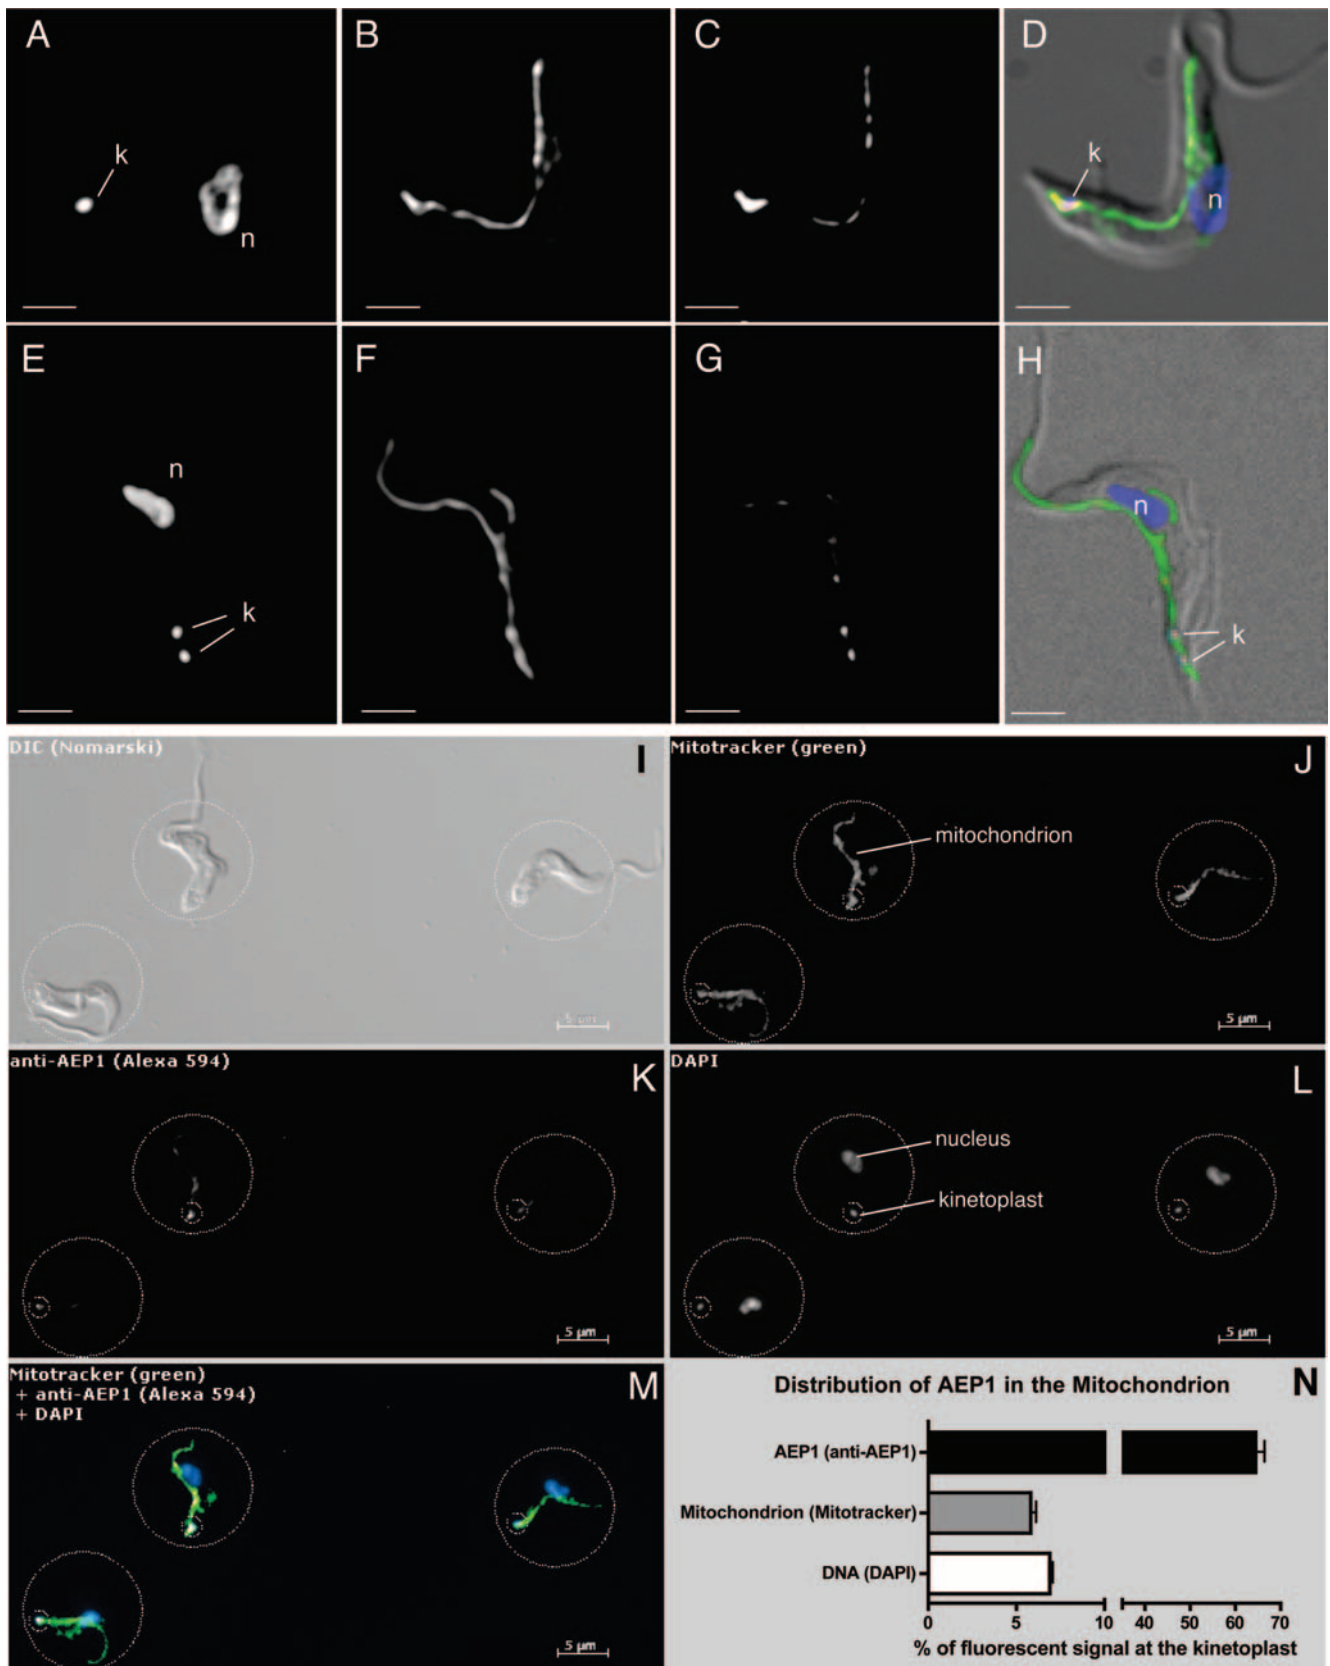 A
B
C
D
k
n
k
n
E
F
G
H
n
k
n
k
DIC (Nomarski)
I
5 µm
Mitotracker (green)
J
mitochondrion
5 µm
anti-AEP1 (Alexa 594)
K
5 µm
DAPI
L
nucleus
kinetoplast
5 µm
Mitotracker (green)
+ anti-AEP1 (Alexa 594)
+ DAPI
M
5 µm
Distribution of AEP1 in the Mitochondrion
N
AEP1 (anti-AEP1)
Mitochondrion (Mitotracker)
DNA (DAPI)
0 5 10 40 50 60 70
% of fluorescent signal at the kinetoplast